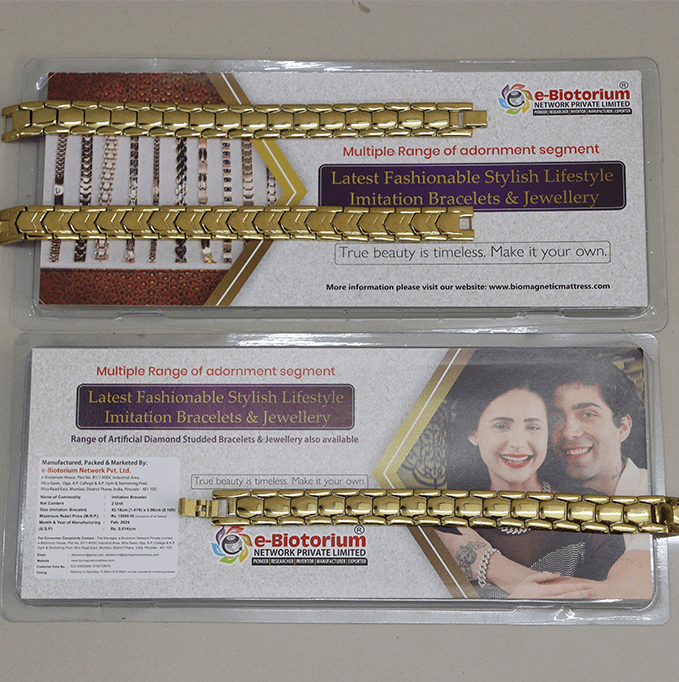 e-Biotorium®
NETWORK PRIVATE LIMITED
PIONEER | RESEARCHER | INVENTOR | MANUFACTURER | EXPORTER
Multiple Range of adornment segment
Latest Fashionable Stylish Lifestyle
Imitation Bracelets & Jewellery
True beauty is timeless. Make it your own.
More information please visit our website: www.biomagneticmattress.com
Multiple Range of adornment segment
Latest Fashionable Stylish Lifestyle
Imitation Bracelets & Jewellery
Range of Artificial Diamond Studded Bracelets & Jewellery also available
True beauty is timeless. Make it your own.
Manufactured, Packed & Marketed By:
e-Biotorium Network Pvt. Ltd.
Name of Commodity : Imitation Bracelet
Net Content : 2 Unit
Size (Imitation Bracelet)
Maximum Retail Price (M.R.P.) : Rs. 10000.00
Month & Year of Manufacturing : Feb. 2024
(U.S.P)
e-Biotorium®
NETWORK PRIVATE LIMITED
PIONEER | RESEARCHER | INVENTOR | MANUFACTURER | EXPORTER